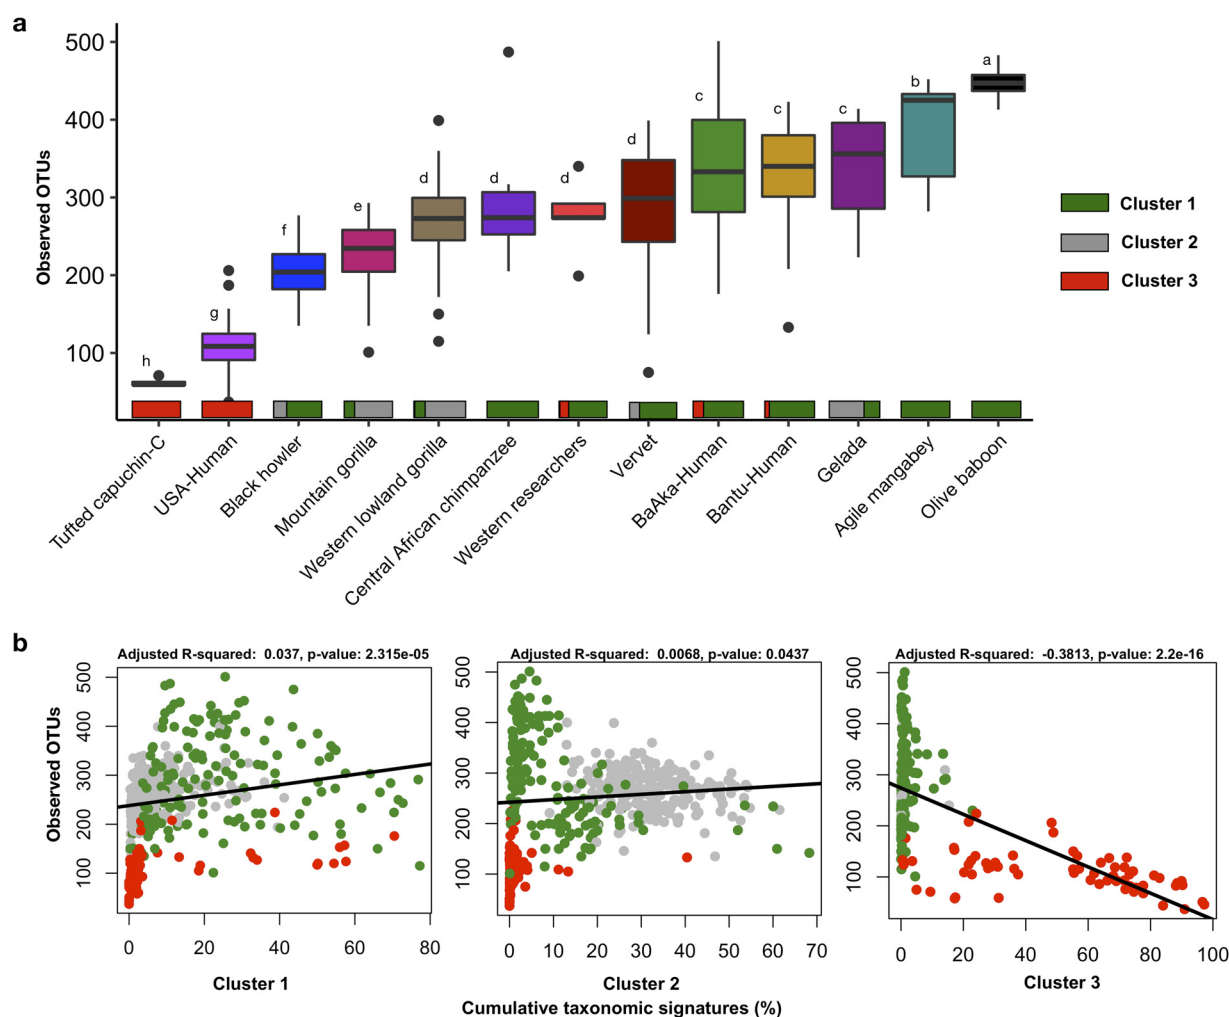 a
500
400
300
200
100
Observed OTUs
h
g
f
e
d
d
d
d
c
c
c
b
a
Cluster 1
Cluster 2
Cluster 3
Tufted capuchin-C
USA-Human
Black howler
Mountain gorilla
Western lowland gorilla
Central African chimpanzee
Western researchers
Vervet
BaAka-Human
Bantu-Human
Gelada
Agile mangabey
Olive baboon
b
Adjusted R-squared: 0.037, p-value: 2.315e-05
Observed OTUs
500
400
300
200
100
0 20 40 60 80
Cluster 1
Adjusted R-squared: 0.0068, p-value: 0.0437
500
400
300
200
100
0 10 20 30 40 50 60 70
Cluster 2
Adjusted R-squared: -0.3813, p-value: 2.2e-16
500
400
300
200
100
0 20 40 60 80 100
Cluster 3
Cumulative taxonomic signatures (%)